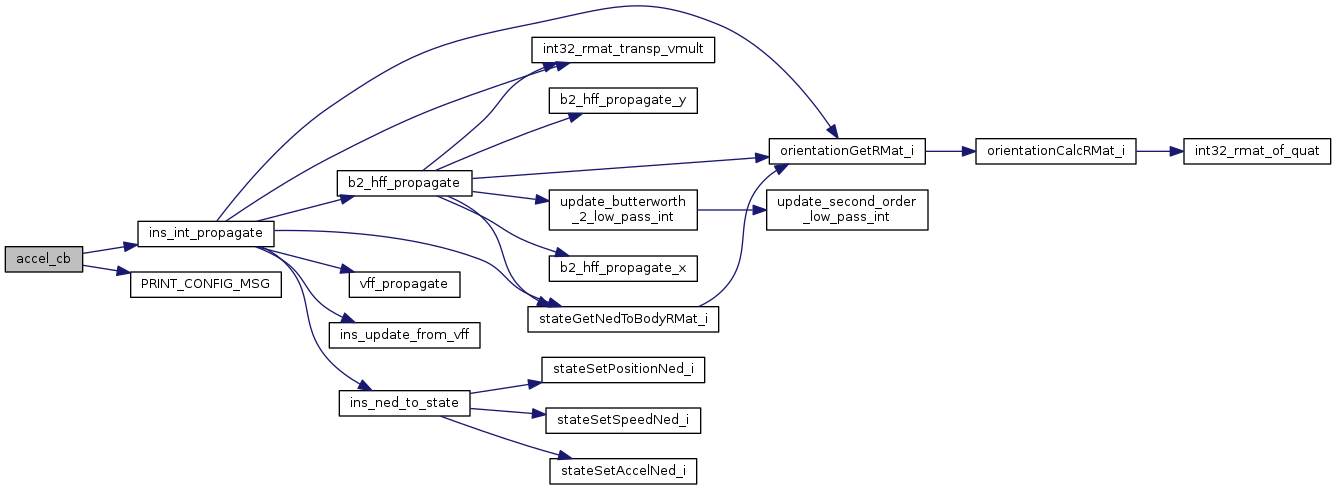 accel_cb
ins_int_propagate
PRINT_CONFIG_MSG
b2_hff_propagate
vff_propagate
ins_update_from_vff
ins_ned_to_state
int32_rmat_transp_vmult
b2_hff_propagate_y
update_butterworth
_2_low_pass_int
b2_hff_propagate_x
stateGetNedToBodyRMat_i
stateSetPositionNed_i
stateSetSpeedNed_i
stateSetAccelNed_i
orientationGetRMat_i
update_second_order
_low_pass_int
orientationCalcRMat_i
int32_rmat_of_quat